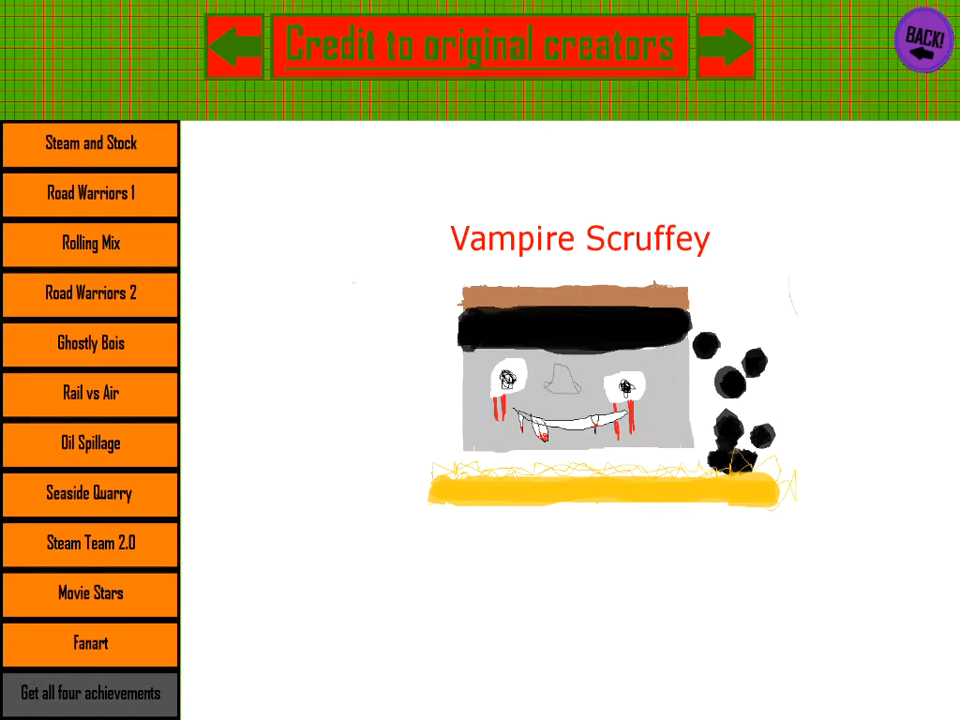 Credit to original creators
BACK!
Steam and Stock
Road Warriors 1
Rolling Mix
Road Warriors 2
Ghostly Bois
Rail vs Air
Oil Spillage
Seaside Quarry
Steam Team 2.0
Movie Stars
Fanart
Get all four achievements
Vampire Scruffey